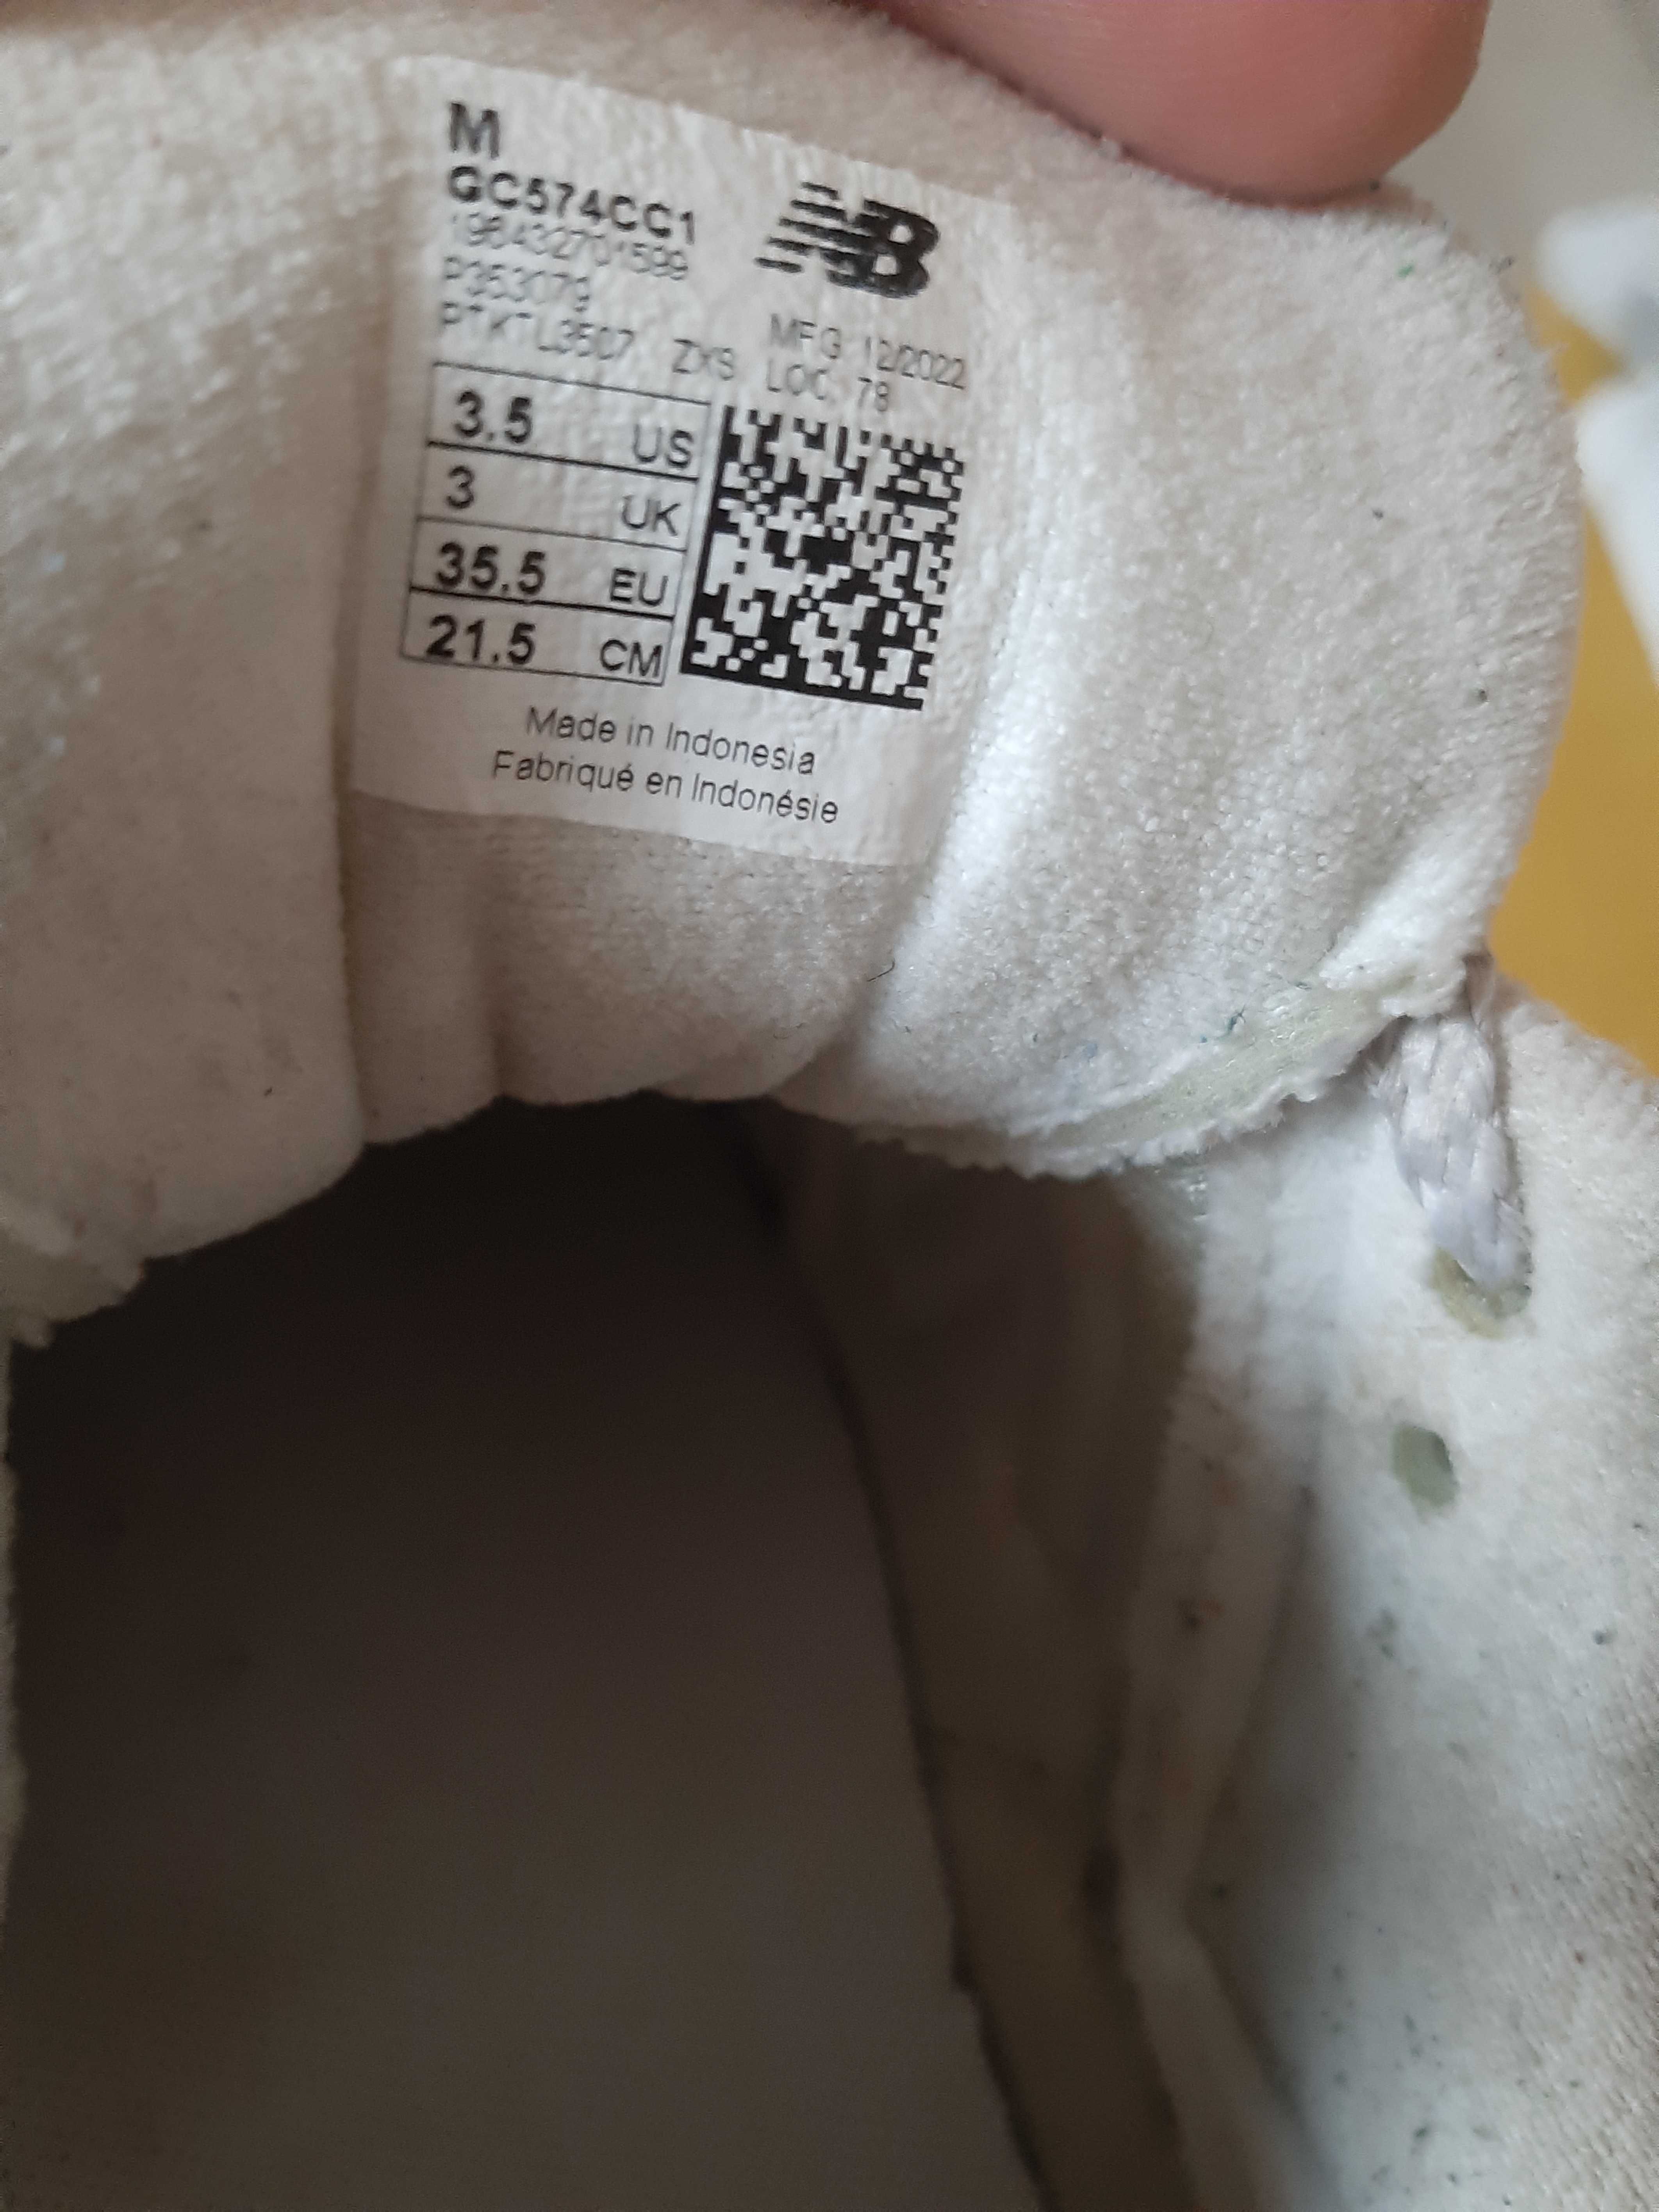 M
GC574CC1
NB
196432701599
P353079
PTKTL3507 ZXS
MFG 12/2022
LOC. 78
3.5 US
3 UK
35.5 EU
21.5 CM
Made in Indonesia
Fabriqué en Indonésie